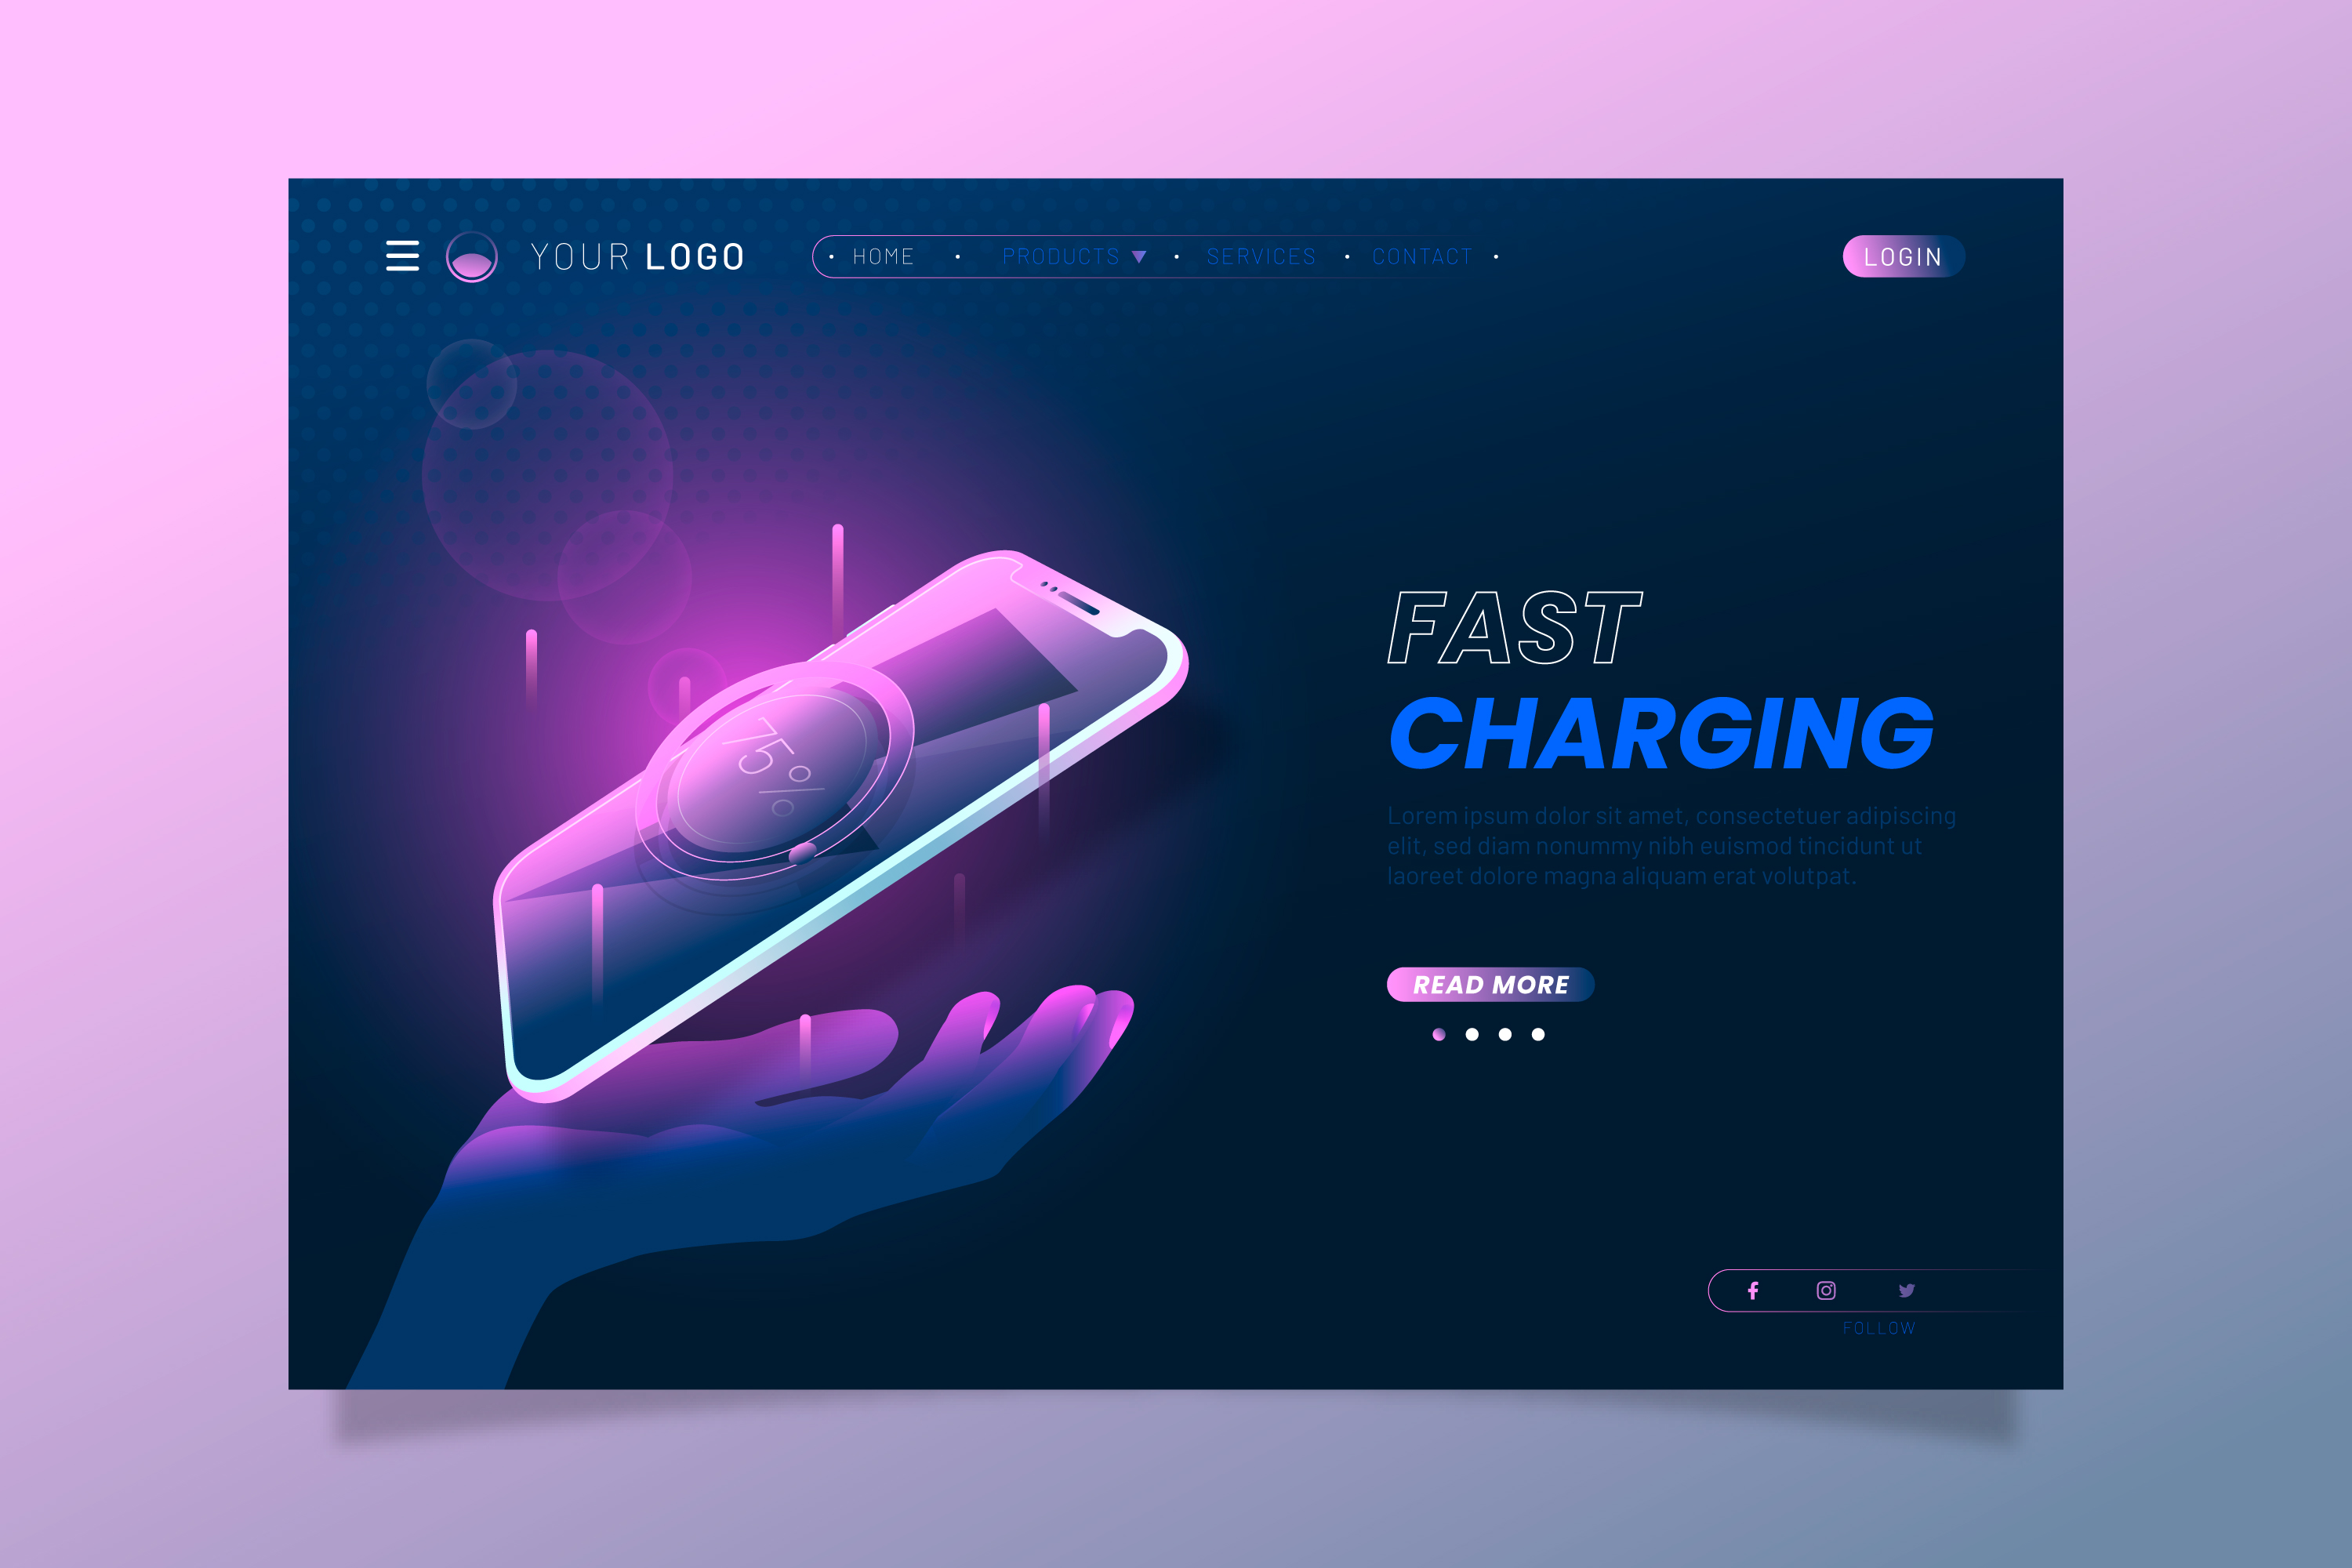 YOUR LOGO
HOME
PRODUCTS
SERVICES
CONTACT
LOGIN
75%
FAST
CHARGING
Lorem ipsum dolor sit amet, consectetuer adipiscing
elit, sed diam nonummy nibh euismod tincidunt ut
laoreet dolore magna aliquam erat volutpat.
READ MORE
FOLLOW